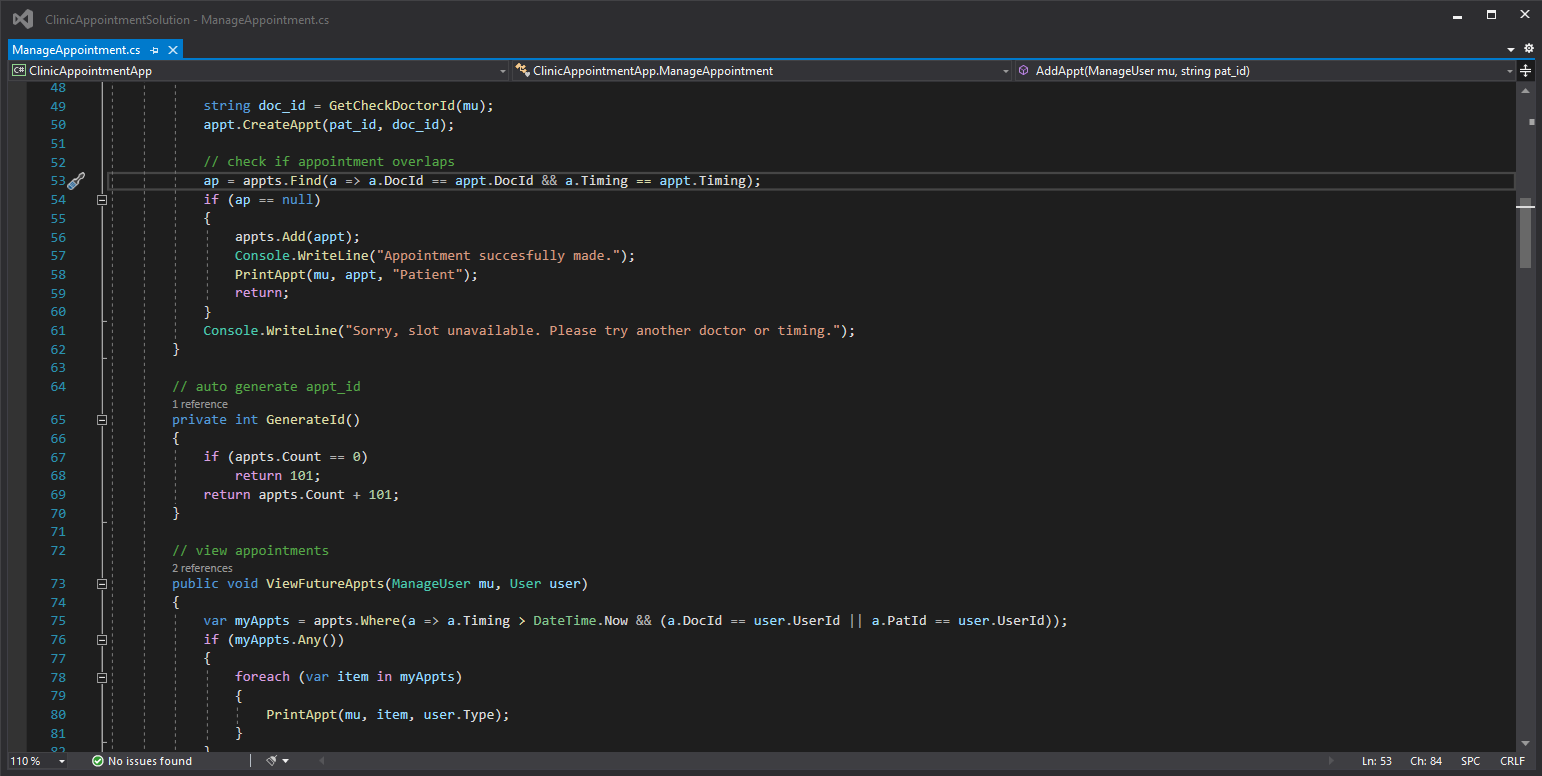 ClinicAppointmentSolution - ManageAppointment.cs
ManageAppointment.cs
C# ClinicAppointmentApp
ClinicAppointmentApp.ManageAppointment
AddAppt(ManageUser mu, string pat_id)
48
49 string doc_id = GetCheckDoctorId(mu);
50 appt.CreateAppt(pat_id, doc_id);
51
52 // check if appointment overlaps
53 ap = appts.Find(a => a.DocId == appt.DocId && a.Timing == appt.Timing);
54 if (ap == null)
55 {
56 appts.Add(appt);
57 Console.WriteLine("Appointment succesfully made.");
58 PrintAppt(mu, appt, "Patient");
59 return;
60 }
61 Console.WriteLine("Sorry, slot unavailable. Please try another doctor or timing.");
62 }
63
64 // auto generate appt_id
1 reference
65 private int GenerateId()
66 {
67 if (appts.Count == 0)
68 return 101;
69 return appts.Count + 101;
70 }
71
72 // view appointments
2 references
73 public void ViewFutureAppts(ManageUser mu, User user)
74 {
75 var myAppts = appts.Where(a => a.Timing > DateTime.Now && (a.DocId == user.UserId || a.PatId == user.UserId));
76 if (myAppts.Any())
77 {
78 foreach (var item in myAppts)
79 {
80 PrintAppt(mu, item, user.Type);
81 }
82 }
110 %
No issues found
Ln: 53 Ch: 84 SPC CRLF